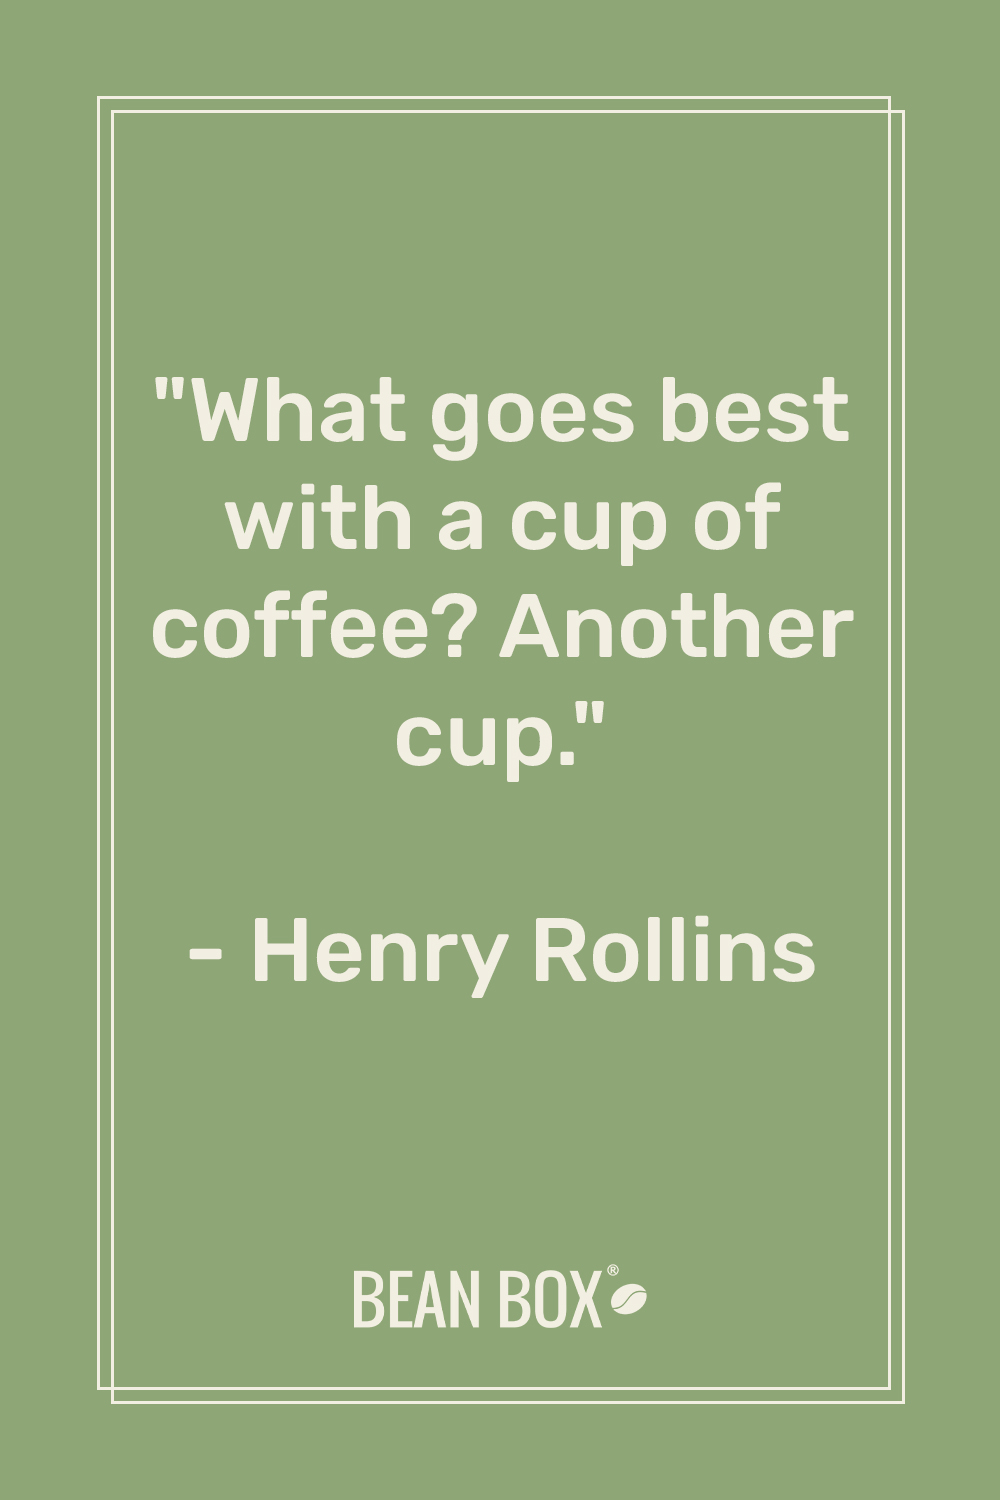 "What goes best
with a cup of
coffee? Another
cup."
- Henry Rollins
BEAN BOX®